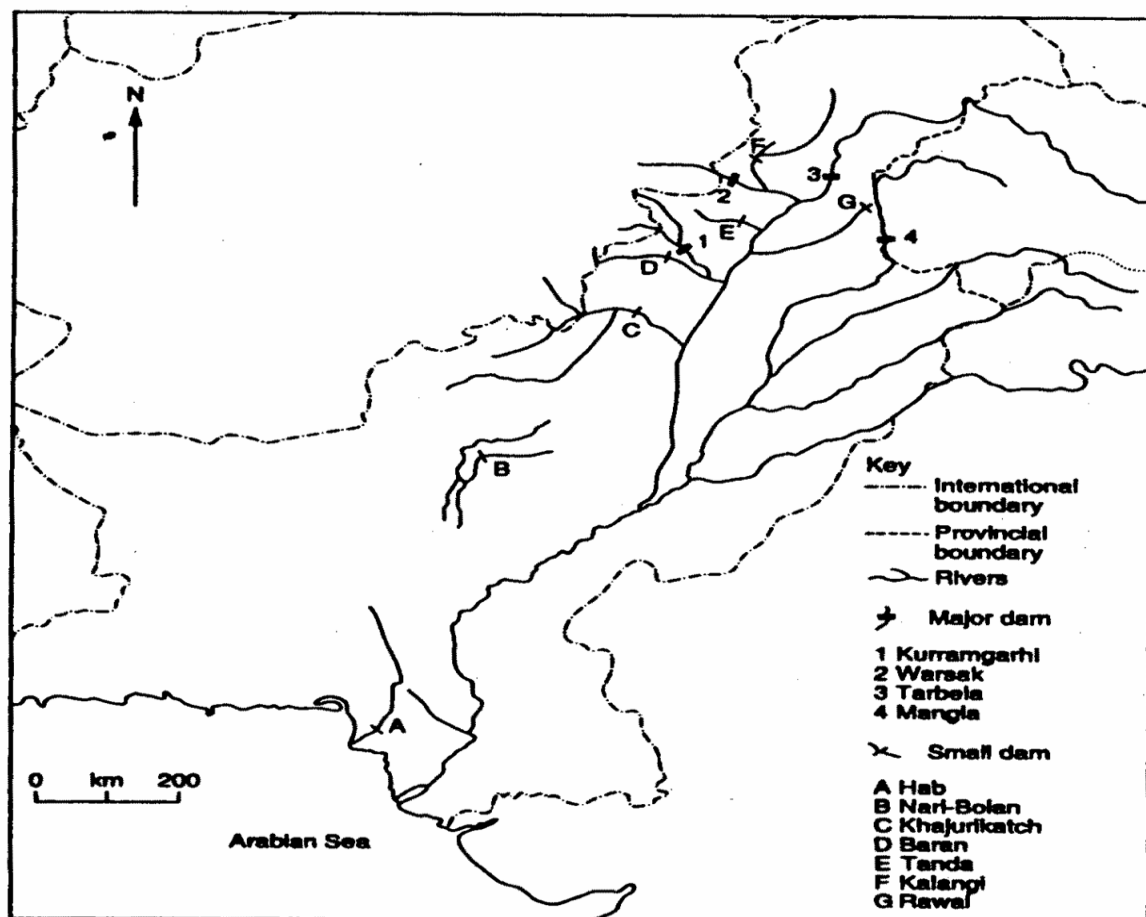 N
F
3
2
G
E
1
4
D
C
B
Key
International
boundary
Provincial
boundary
Rivers
Major dam
1 Kurramgarhi
2 Warsak
3 Tarbela
4 Mangla
A
Small dam
0 km 200
A Hab
B Nari-Bolan
C Khajurikatch
D Baran
E Tanda
F Kalangi
G Rawal
Arabian Sea